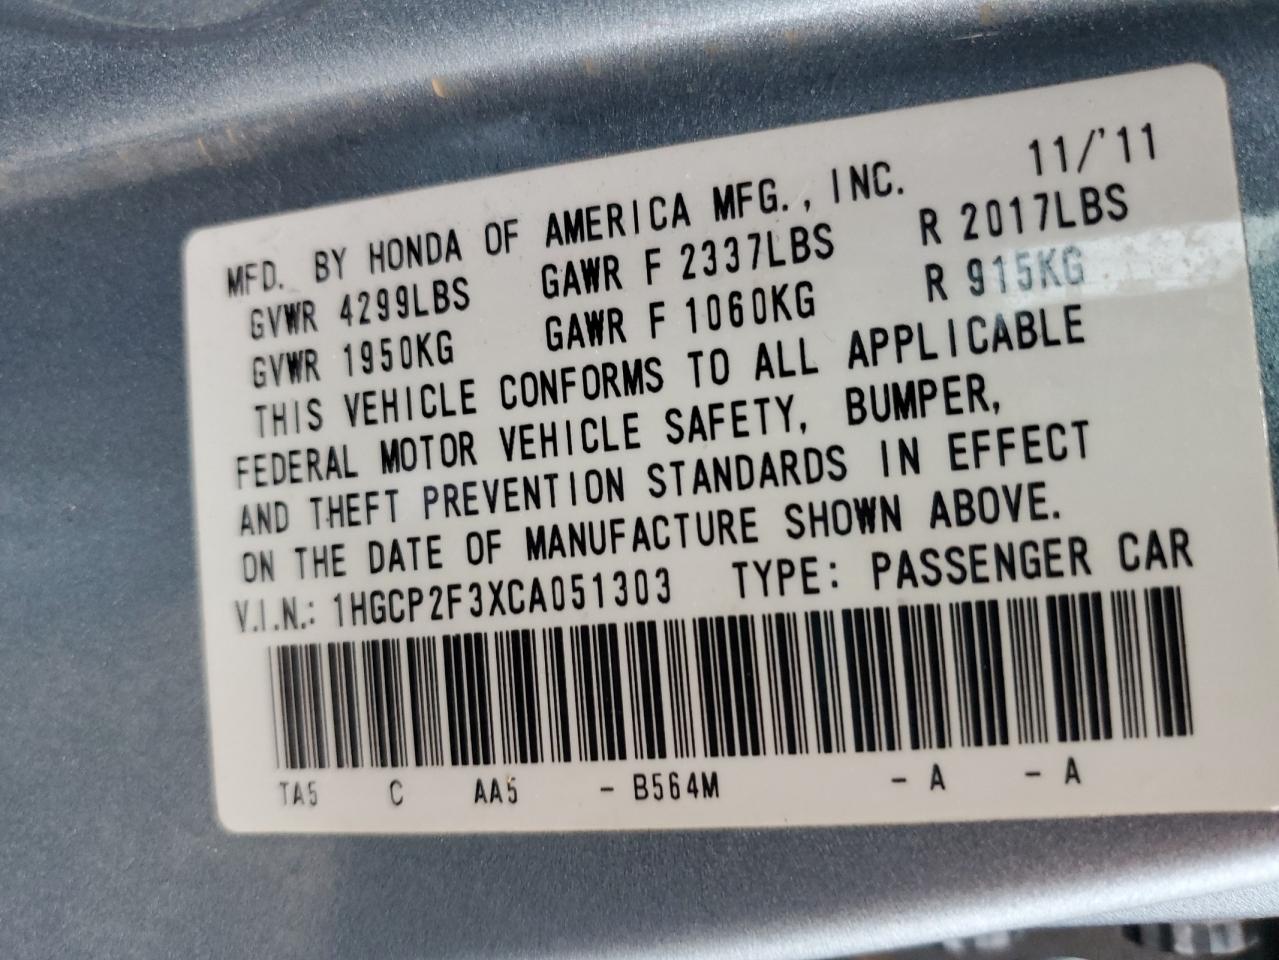 MFD. BY HONDA OF AMERICA MFG., INC. 11/'11
GVWR 4299LBS GAWR F 2337LBS R 2017LBS
GVWR 1950KG GAWR F 1060KG R 915KG
THIS VEHICLE CONFORMS TO ALL APPLICABLE
FEDERAL MOTOR VEHICLE SAFETY, BUMPER,
AND THEFT PREVENTION STANDARDS IN EFFECT
ON THE DATE OF MANUFACTURE SHOWN ABOVE.
V.I.N.: 1HGCP2F3XCA051303 TYPE: PASSENGER CAR
TA5 C AA5 - B564M - A - A